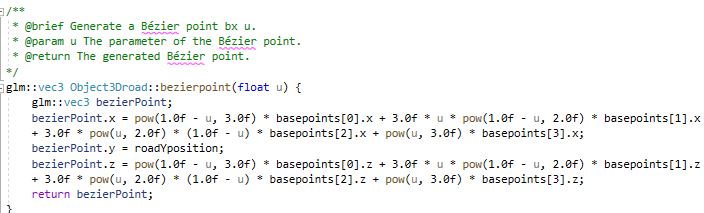 /**
 * @brief Generate a Bézier point bx u.
 * @param u The parameter of the Bézier point.
 * @return The generated Bézier point.
*/
glm::vec3 Object3Droad::bezierpoint(float u) {
    glm::vec3 bezierPoint;
    bezierPoint.x = pow(1.0f - u, 3.0f) * basepoints[0].x + 3.0f * u * pow(1.0f - u, 2.0f) * basepoints[1].x
    + 3.0f * pow(u, 2.0f) * (1.0f - u) * basepoints[2].x + pow(u, 3.0f) * basepoints[3].x;
    bezierPoint.y = roadYposition;
    bezierPoint.z = pow(1.0f - u, 3.0f) * basepoints[0].z + 3.0f * u * pow(1.0f - u, 2.0f) * basepoints[1].z
    + 3.0f * pow(u, 2.0f) * (1.0f - u) * basepoints[2].z + pow(u, 3.0f) * basepoints[3].z;
    return bezierPoint;
}